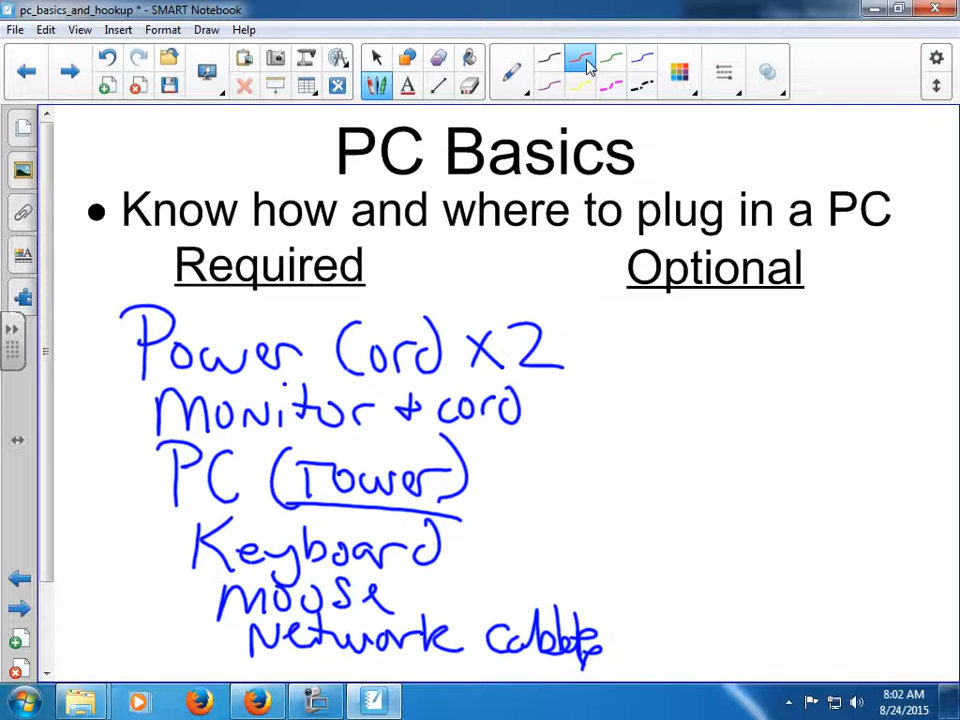 pc_basics_and_hookup * - SMART Notebook
File Edit View Insert Format Draw Help
PC Basics
• Know how and where to plug in a PC
Required Optional
Power Cord x2
Monitor + cord
PC (Tower)
Keyboard
Mouse
Network
8:02 AM
8/24/2015